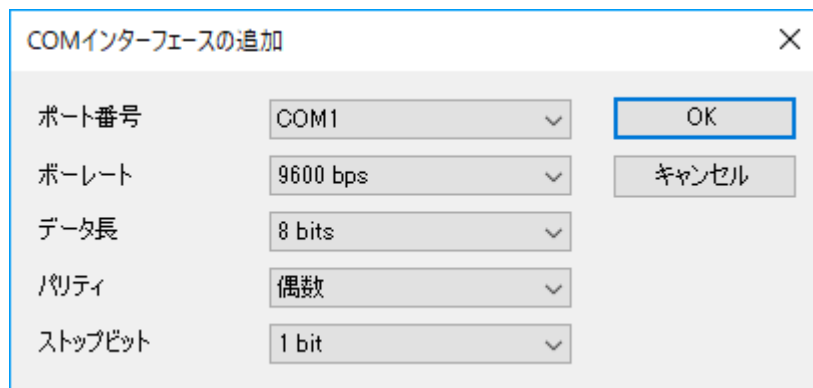 COMインターフェースの追加
ポート番号 COM1 OK
ボーレート 9600 bps キャンセル
データ長 8 bits
パリティ 偶数
ストップビット 1 bit